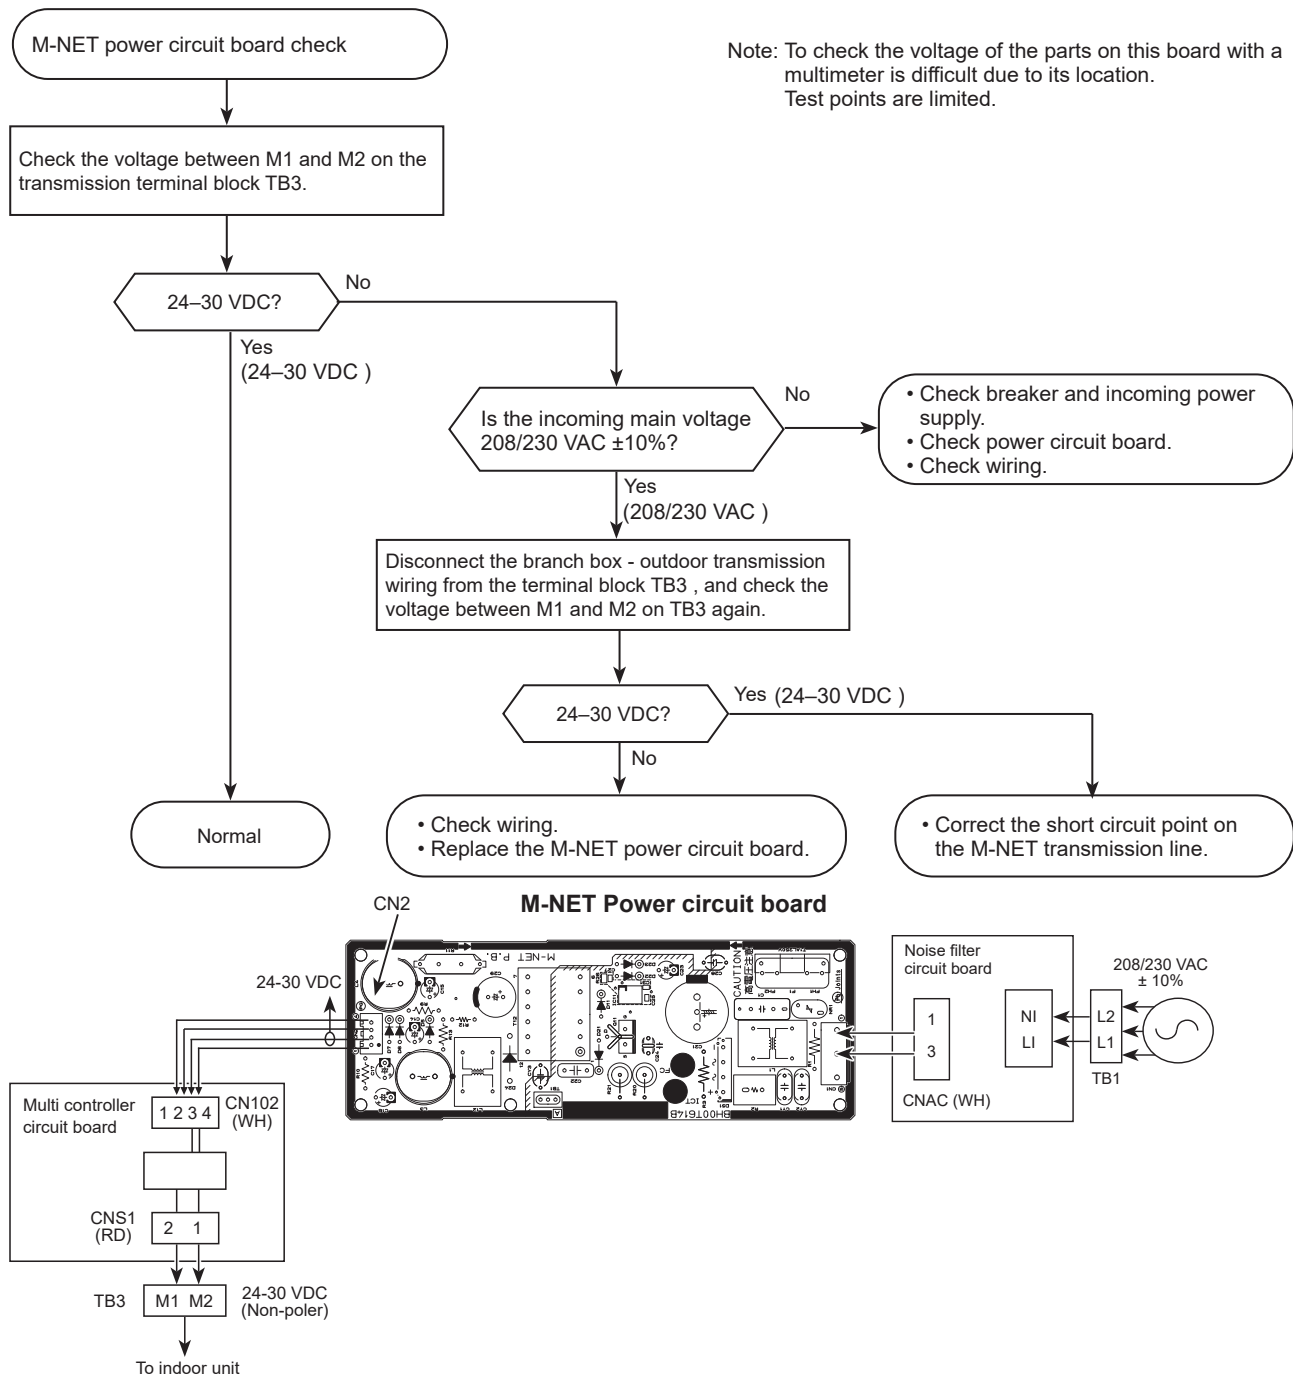 M-NET power circuit board check
Note: To check the voltage of the parts on this board with a
multimeter is difficult due to its location.
Test points are limited.
Check the voltage between M1 and M2 on the
transmission terminal block TB3.
24–30 VDC?
No
Yes
(24–30 VDC )
Is the incoming main voltage
208/230 VAC ±10%?
No
• Check breaker and incoming power
supply.
• Check power circuit board.
• Check wiring.
Yes
(208/230 VAC )
Disconnect the branch box - outdoor transmission
wiring from the terminal block TB3 , and check the
voltage between M1 and M2 on TB3 again.
24–30 VDC?
Yes (24–30 VDC )
No
Normal
• Check wiring.
• Replace the M-NET power circuit board.
• Correct the short circuit point on
the M-NET transmission line.
CN2
M-NET Power circuit board
24-30 VDC
M-NET P.B.
CAUTION
高電圧注意
BH00T614B
Noise filter
circuit board
208/230 VAC
± 10%
1
3
NI
LI
L2
L1
TB1
CNAC (WH)
Multi controller
circuit board
1 2 3 4
CN102
(WH)
CNS1
(RD)
2 1
TB3
M1 M2
24-30 VDC
(Non-poler)
To indoor unit